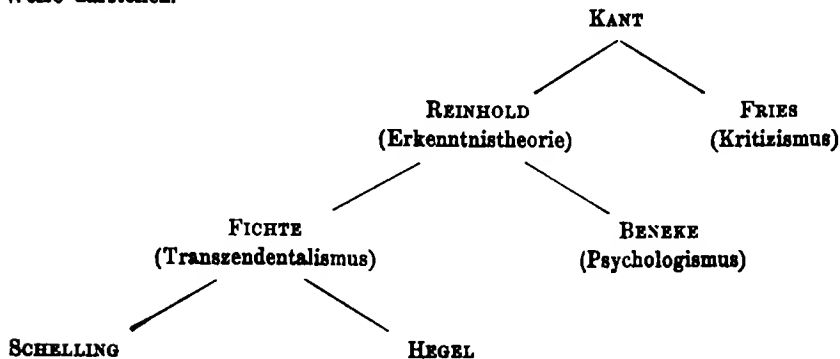 Weise darstellen.
KANT
REINHOLD FRIES
(Erkenntnistheorie) (Kritizismus)
FICHTE BENEKE
(Transzendentalismus) (Psychologismus)
SCHELLING HEGEL